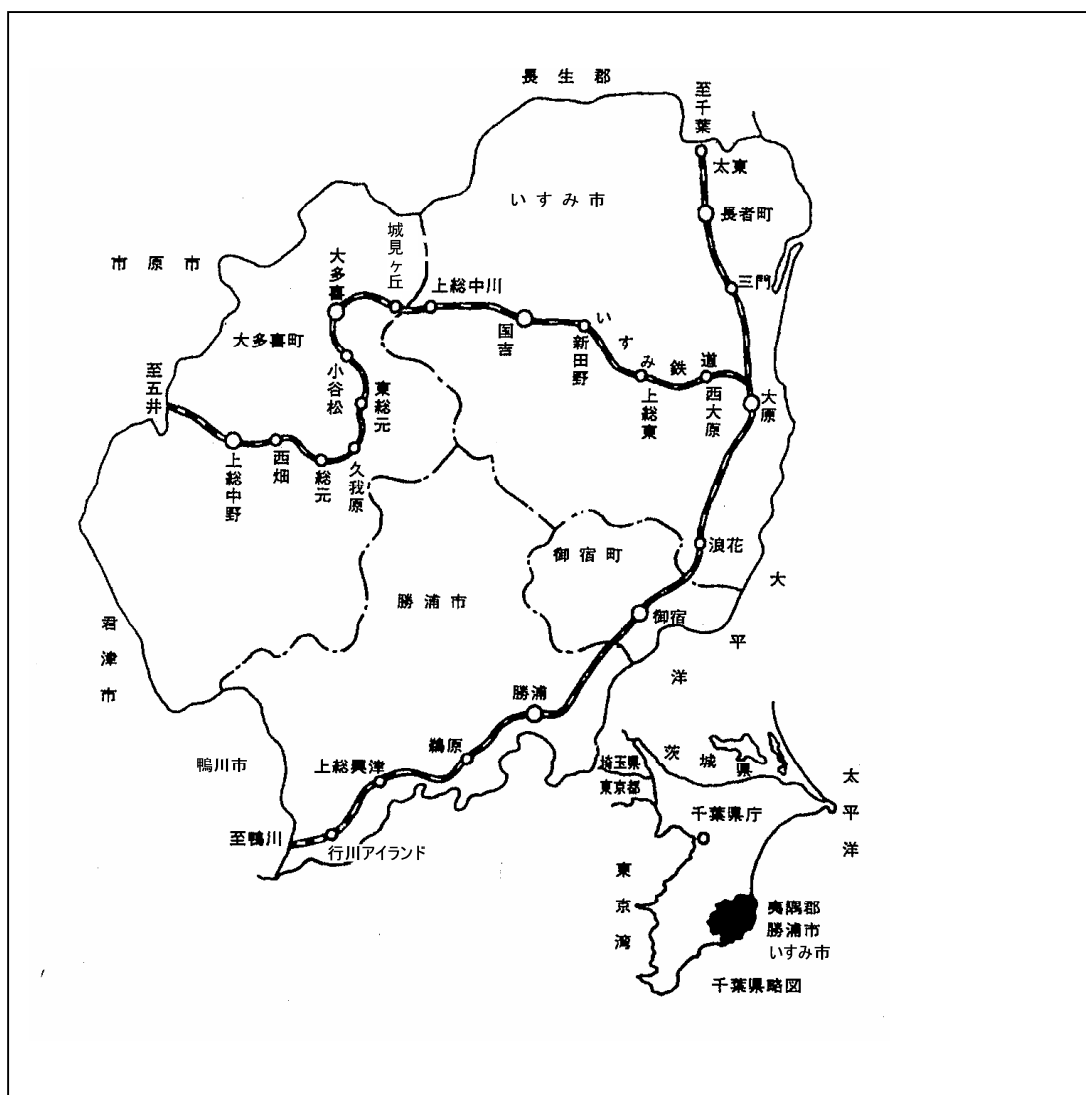 長生郡
至千葉
太東
いすみ市
長者町
城見ヶ丘
市原市
大多喜
上総中川
三門
大多喜町
国吉
新田野
いすみ鉄道
上総東
西大原
大原
小谷松
東総元
至五井
上総中野
西畑
総元
久我原
浪花
御宿町
大平洋
勝浦市
御宿
君津市
勝浦
鵜原
鴨川市
上総興津
至鴨川
行川アイランド
埼玉県
茨城県
東京都
太平洋
千葉県庁
東京湾
夷隅郡
勝浦市
いすみ市
千葉県略図